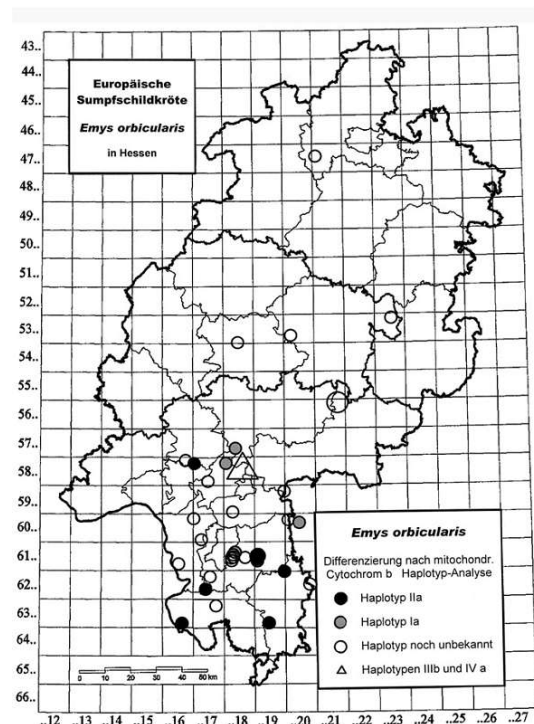 43..
44..
45..
46..
47..
48..
49..
50..
51..
52..
53..
54..
55..
56..
57..
58..
59..
60..
61..
62..
63..
64..
65..
66..
Europäische
Sumpfschildkröte
Emys orbicularis
in Hessen
Emys orbicularis
Differenzierung nach mitochondr.
Cytochrom b Haplotyp-Analyse
Haplotyp IIa
Haplotyp Ia
Haplotyp noch unbekannt
Haplotypen IIIb und IV a
0 10 20 30 40 50
km
..12 ..13 ..14 ..15 ..16 ..17 ..18 ..19 ..20 ..21 ..22 ..23 ..24 ..25 ..26 ..27